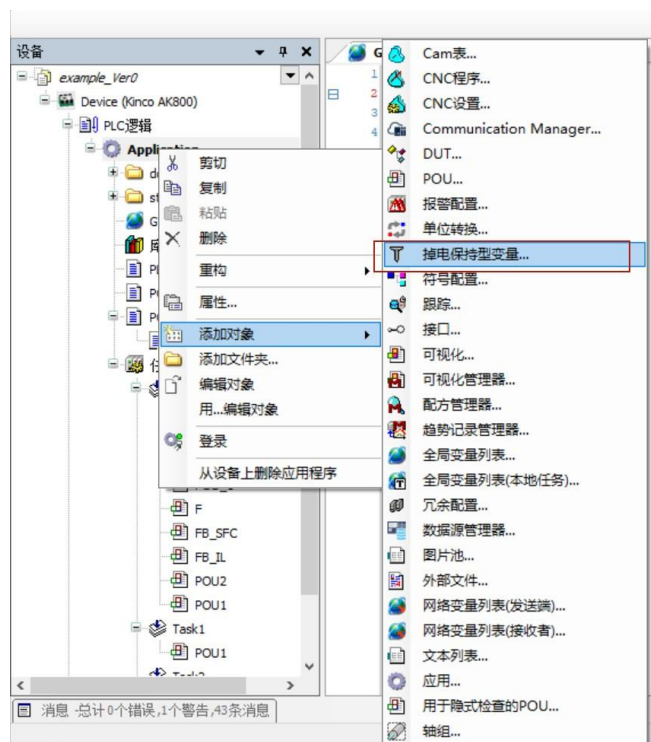 设备
example_Ver0
Device (Kinco AK800)
PLC逻辑
Application
d
st
G
库
PL
P
P
任
F
FB_SFC
FB_IL
POU2
POU1
Task1
POU1
消息 -总计0个错误,1个警告,43条消息
剪切
复制
粘贴
删除
重构
属性...
添加对象
添加文件夹...
编辑对象
用...编辑对象
登录
从设备上删除应用程序
G
1
2
3
4
Cam表...
CNC程序...
CNC设置...
Communication Manager...
DUT...
POU...
报警配置...
单位转换...
掉电保持型变量...
符号配置...
跟踪...
接口...
可视化...
可视化管理器...
配方管理器...
趋势记录管理器...
全局变量列表...
全局变量列表(本地任务)...
冗余配置...
数据源管理器...
图片池...
外部文件...
网络变量列表(发送端)...
网络变量列表(接收者)...
文本列表...
应用...
用于隐式检查的POU...
轴组...